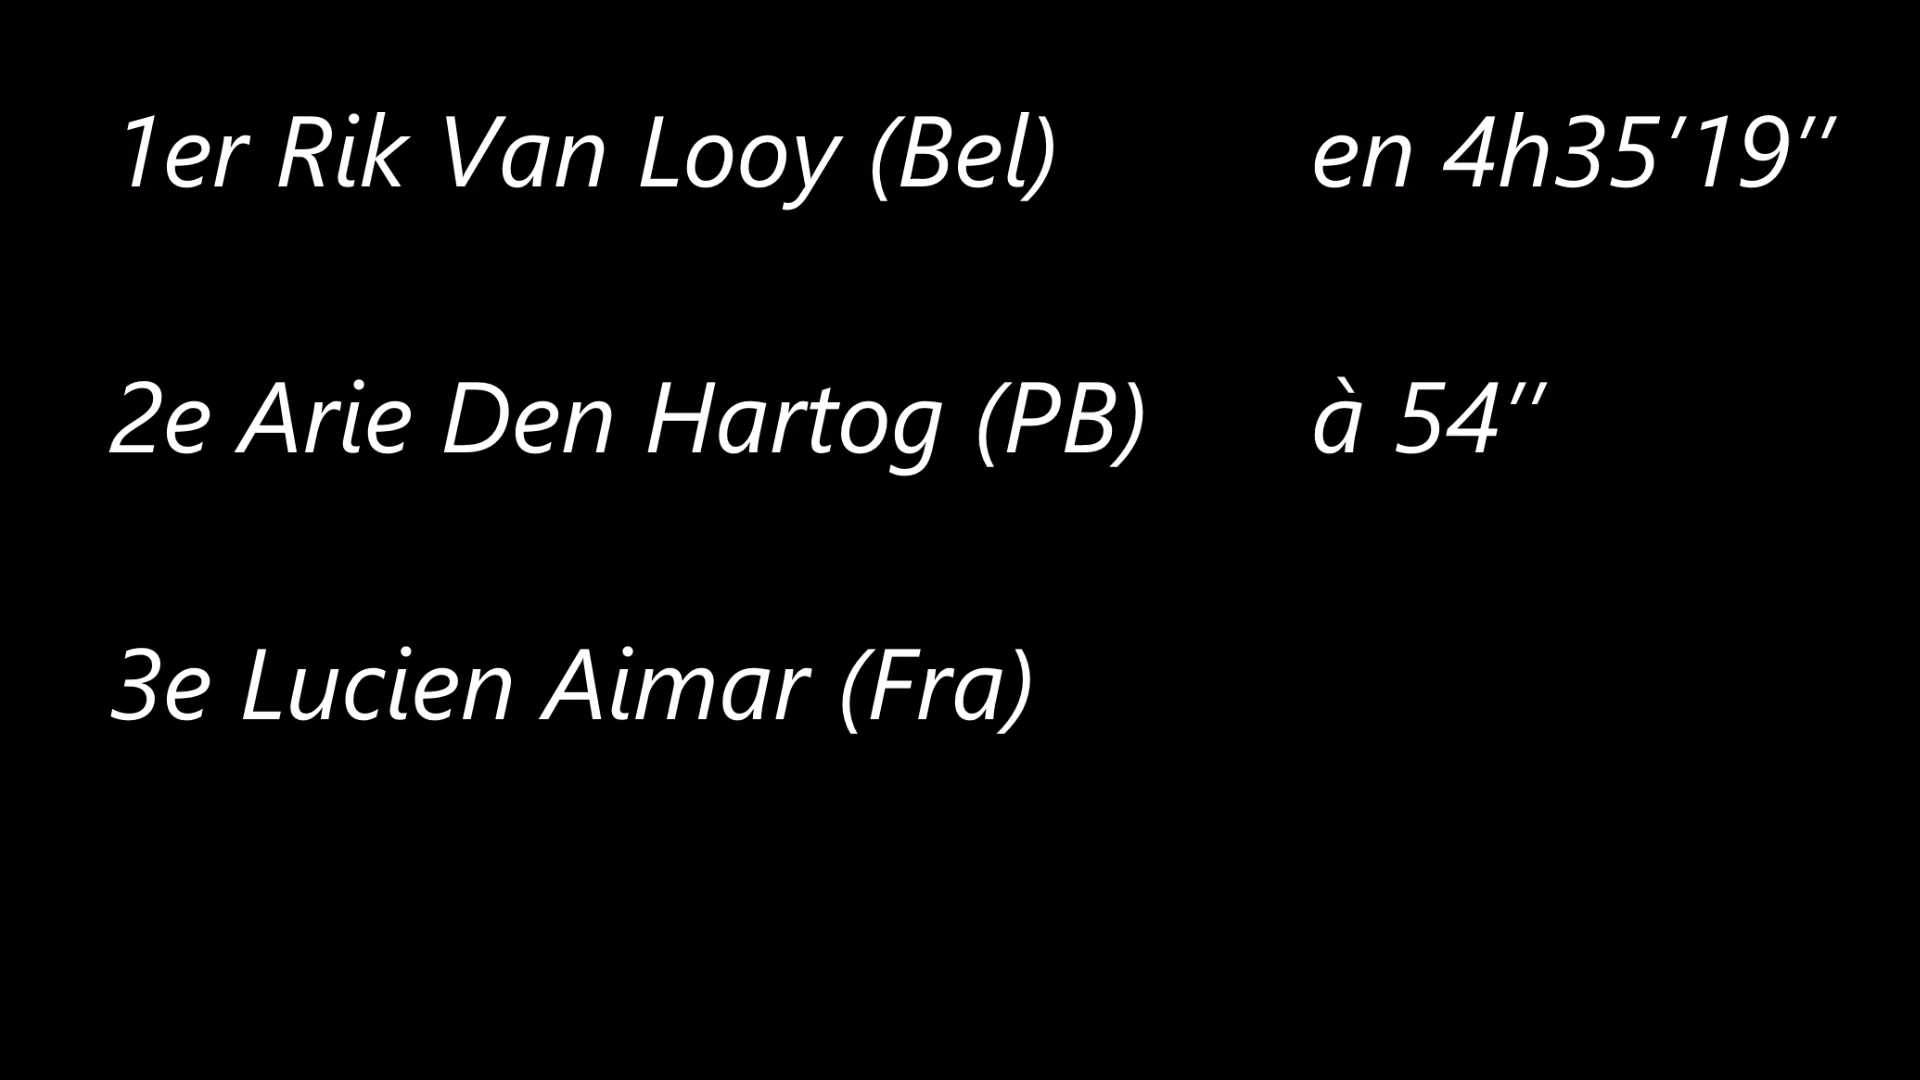 1er Rik Van Looy (Bel) en 4h35’19’’
2e Arie Den Hartog (PB) à 54’’
3e Lucien Aimar (Fra)